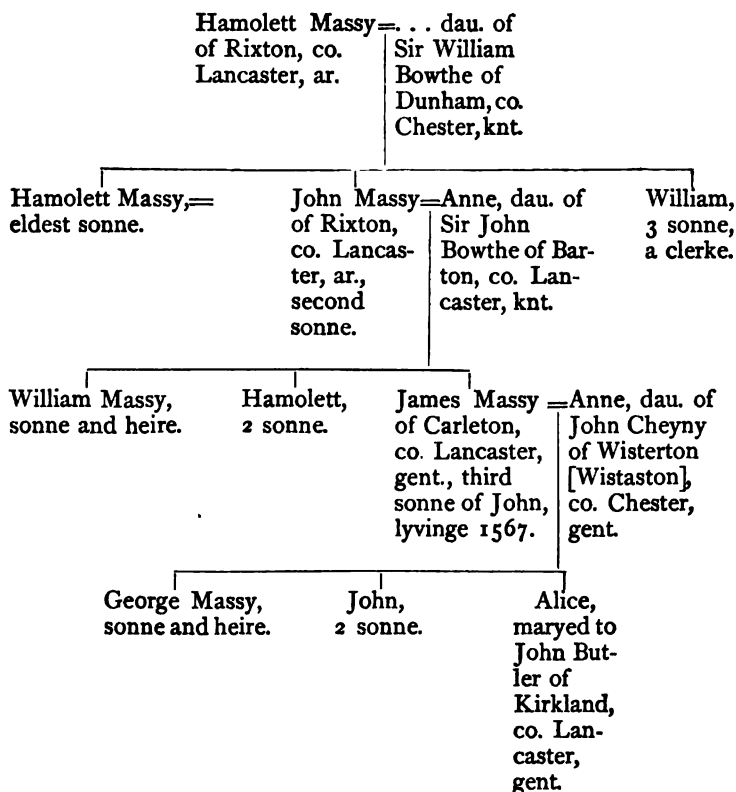 Hamolett Massy=. . . dau. of
of Rixton, co.
Lancaster, ar.
Sir William
Bowthe of
Dunham, co.
Chester, knt.
Hamolett Massy,=
eldest sonne.
John Massy=Anne, dau. of
of Rixton,
co. Lancas-
ter, ar.,
second
sonne.
Sir John
Bowthe of Bar-
ton, co. Lan-
caster, knt.
William,
3 sonne,
a clerke.
William Massy,
sonne and heire.
Hamolett,
2 sonne.
James Massy =Anne, dau. of
of Carleton,
co. Lancaster,
gent., third
sonne of John,
lyvinge 1567.
John Cheyny
of Wisterton
[Wistaston],
co. Chester,
gent.
George Massy,
sonne and heire.
John,
2 sonne.
Alice,
maryed to
John But-
ler of
Kirkland,
co. Lan-
caster,
gent.